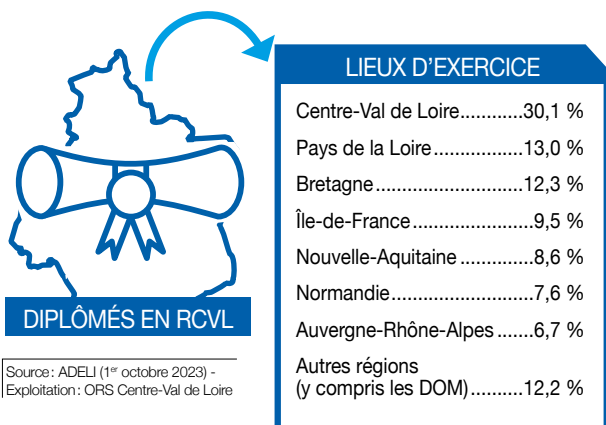 LIEUX D'EXERCICE
Centre-Val de Loire............30,1 %
Pays de la Loire...............13,0 %
Bretagne.........................12,3 %
Île-de-France.....................9,5 %
Nouvelle-Aquitaine.............8,6 %
Normandie........................7,6 %
Auvergne-Rhône-Alpes.......6,7 %
Autres régions
(y compris les DOM)..........12,2 %
DIPLÔMÉS EN RCVL
Source : ADELI (1er octobre 2023) -
Exploitation : ORS Centre-Val de Loire